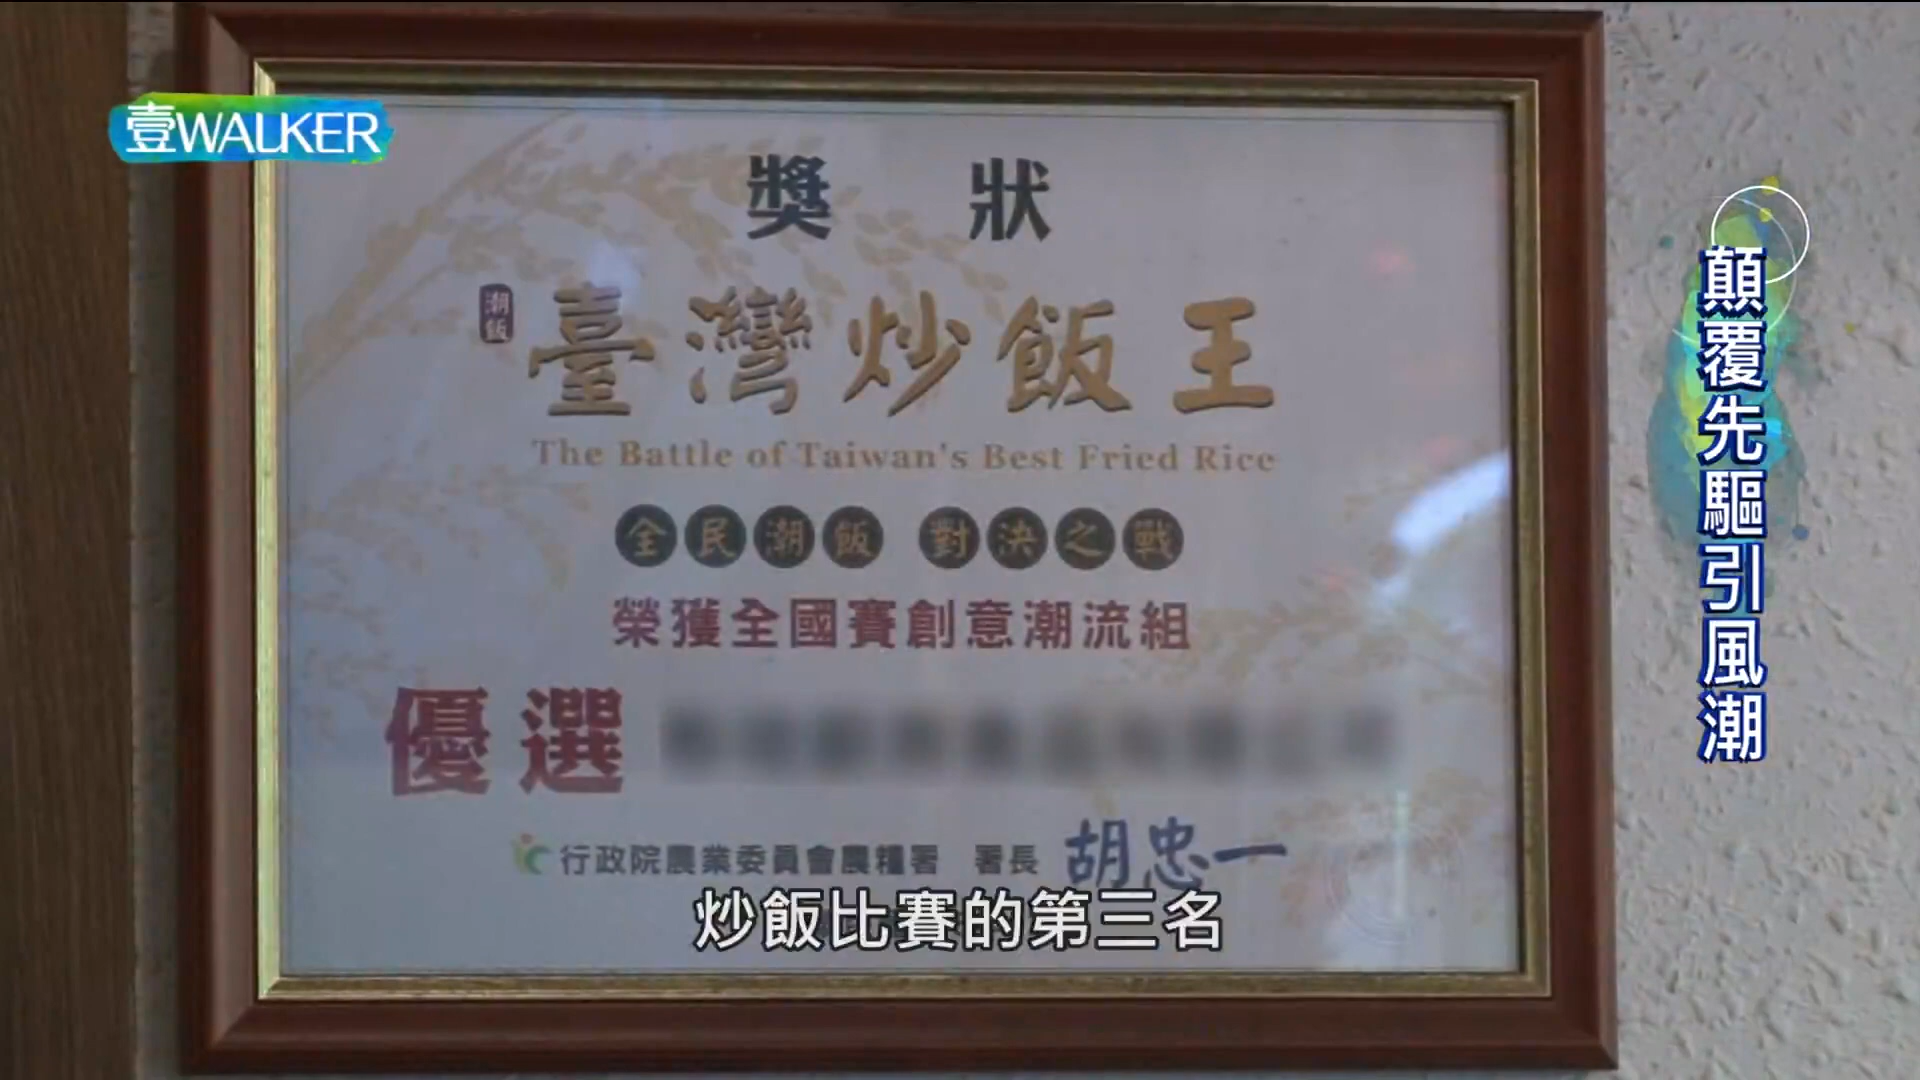 壹WALKER
獎狀
潮飯
臺灣炒飯王
The Battle of Taiwan's Best Fried Rice
全民潮飯 對決之戰
榮獲全國賽創意潮流組
優選
行政院農業委員會農糧署 署長 胡忠一
炒飯比賽的第三名
顛覆先驅引風潮